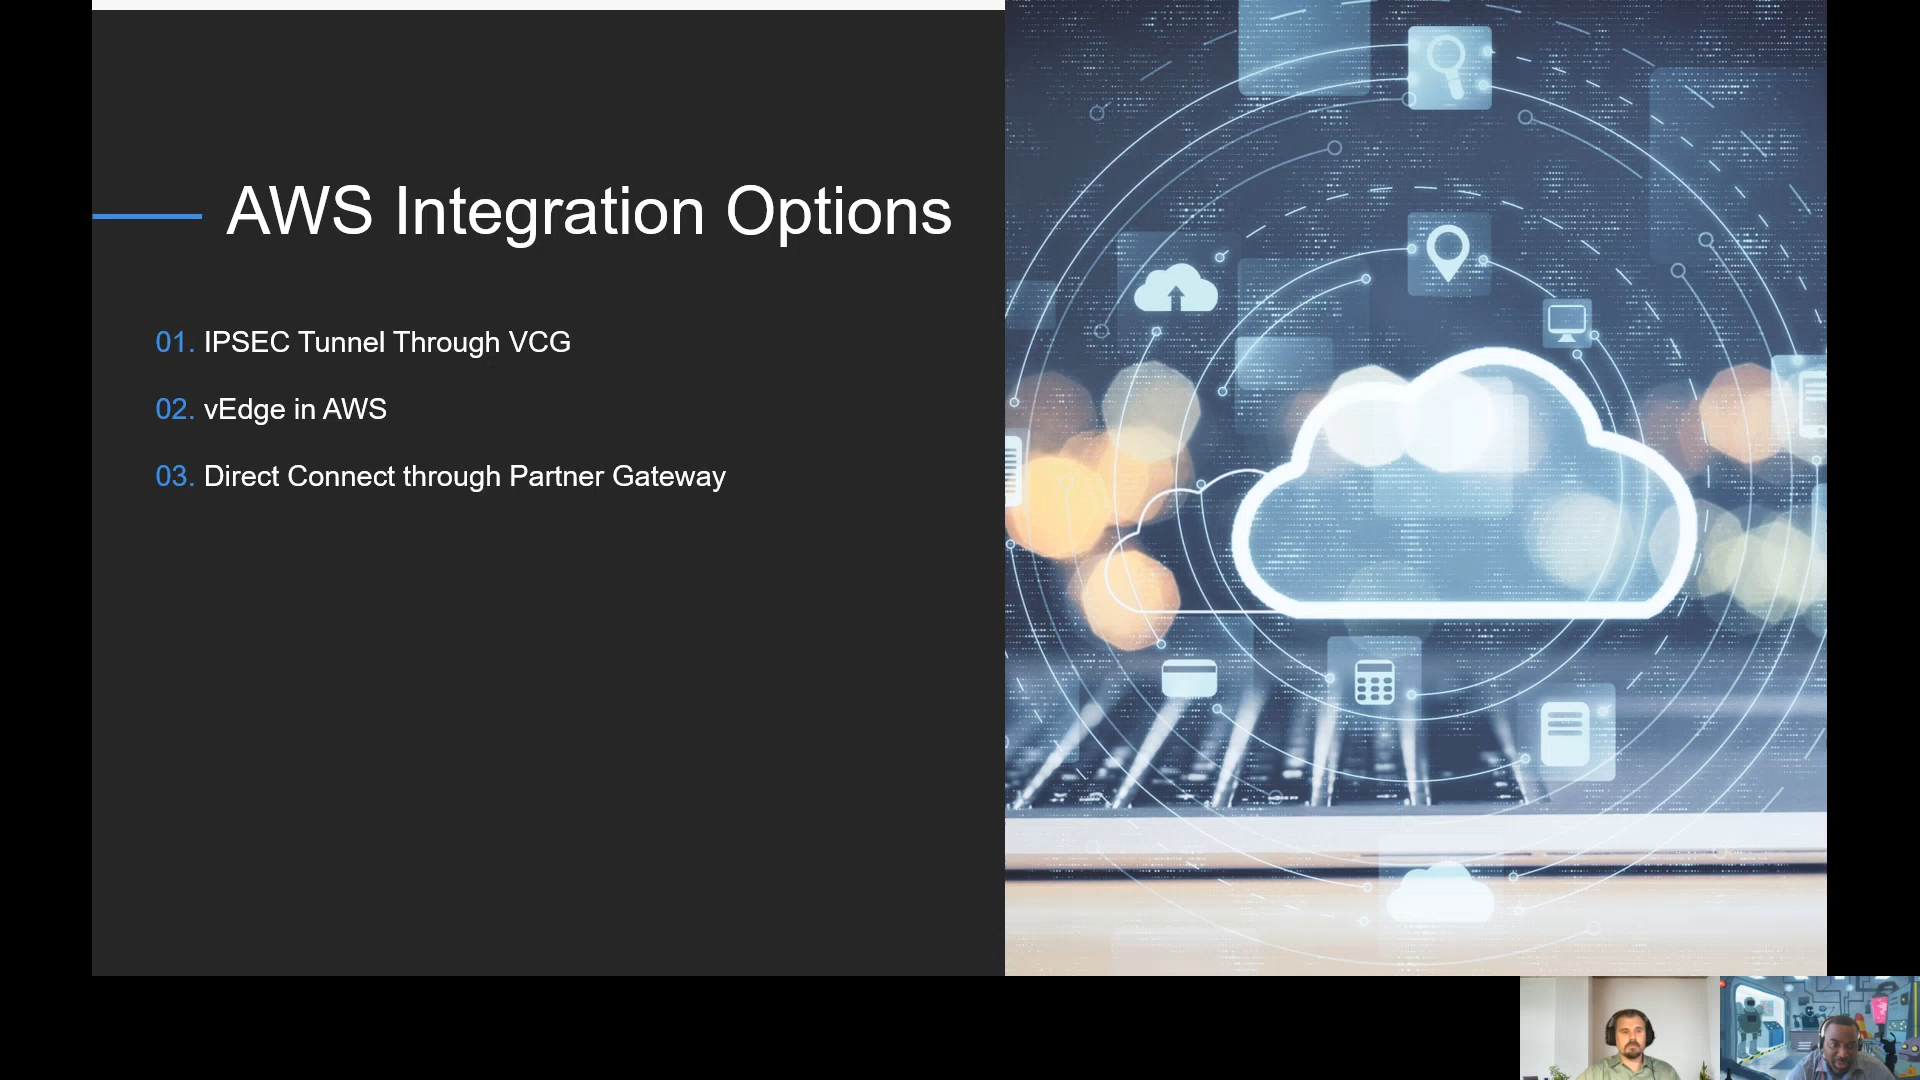 AWS Integration Options
01. IPSEC Tunnel Through VCG
02. vEdge in AWS
03. Direct Connect through Partner Gateway